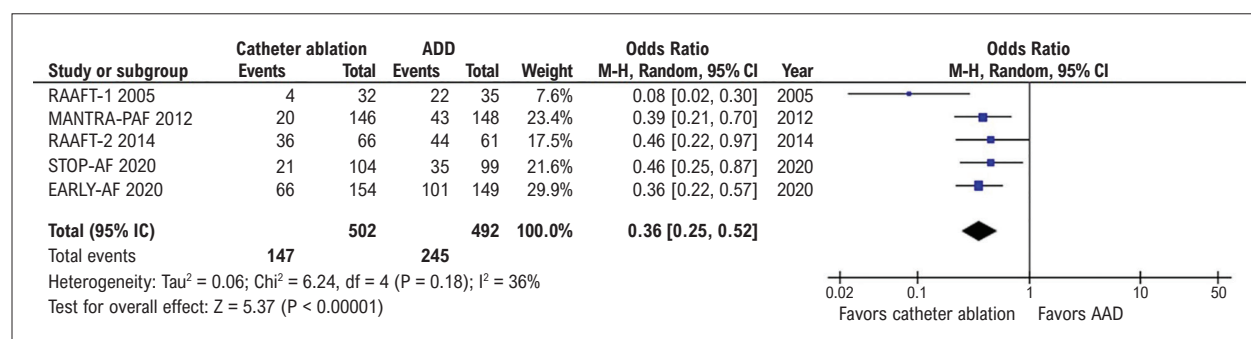 Catheter ablation ADD Odds Ratio Odds Ratio
Study or subgroup Events Total Events Total Weight M-H, Random, 95% CI Year M-H, Random, 95% CI
RAAFT-1 2005 4 32 22 35 7.6% 0.08 [0.02, 0.30] 2005
MANTRA-PAF 2012 20 146 43 148 23.4% 0.39 [0.21, 0.70] 2012
RAAFT-2 2014 36 66 44 61 17.5% 0.46 [0.22, 0.97] 2014
STOP-AF 2020 21 104 35 99 21.6% 0.46 [0.25, 0.87] 2020
EARLY-AF 2020 66 154 101 149 29.9% 0.36 [0.22, 0.57] 2020
Total (95% IC) 502 492 100.0% 0.36 [0.25, 0.52]
Total events 147 245
Heterogeneity: Tau² = 0.06; Chi² = 6.24, df = 4 (P = 0.18); I² = 36%
Test for overall effect: Z = 5.37 (P < 0.00001)
0.02 0.1 1 10 50
Favors catheter ablation Favors AAD